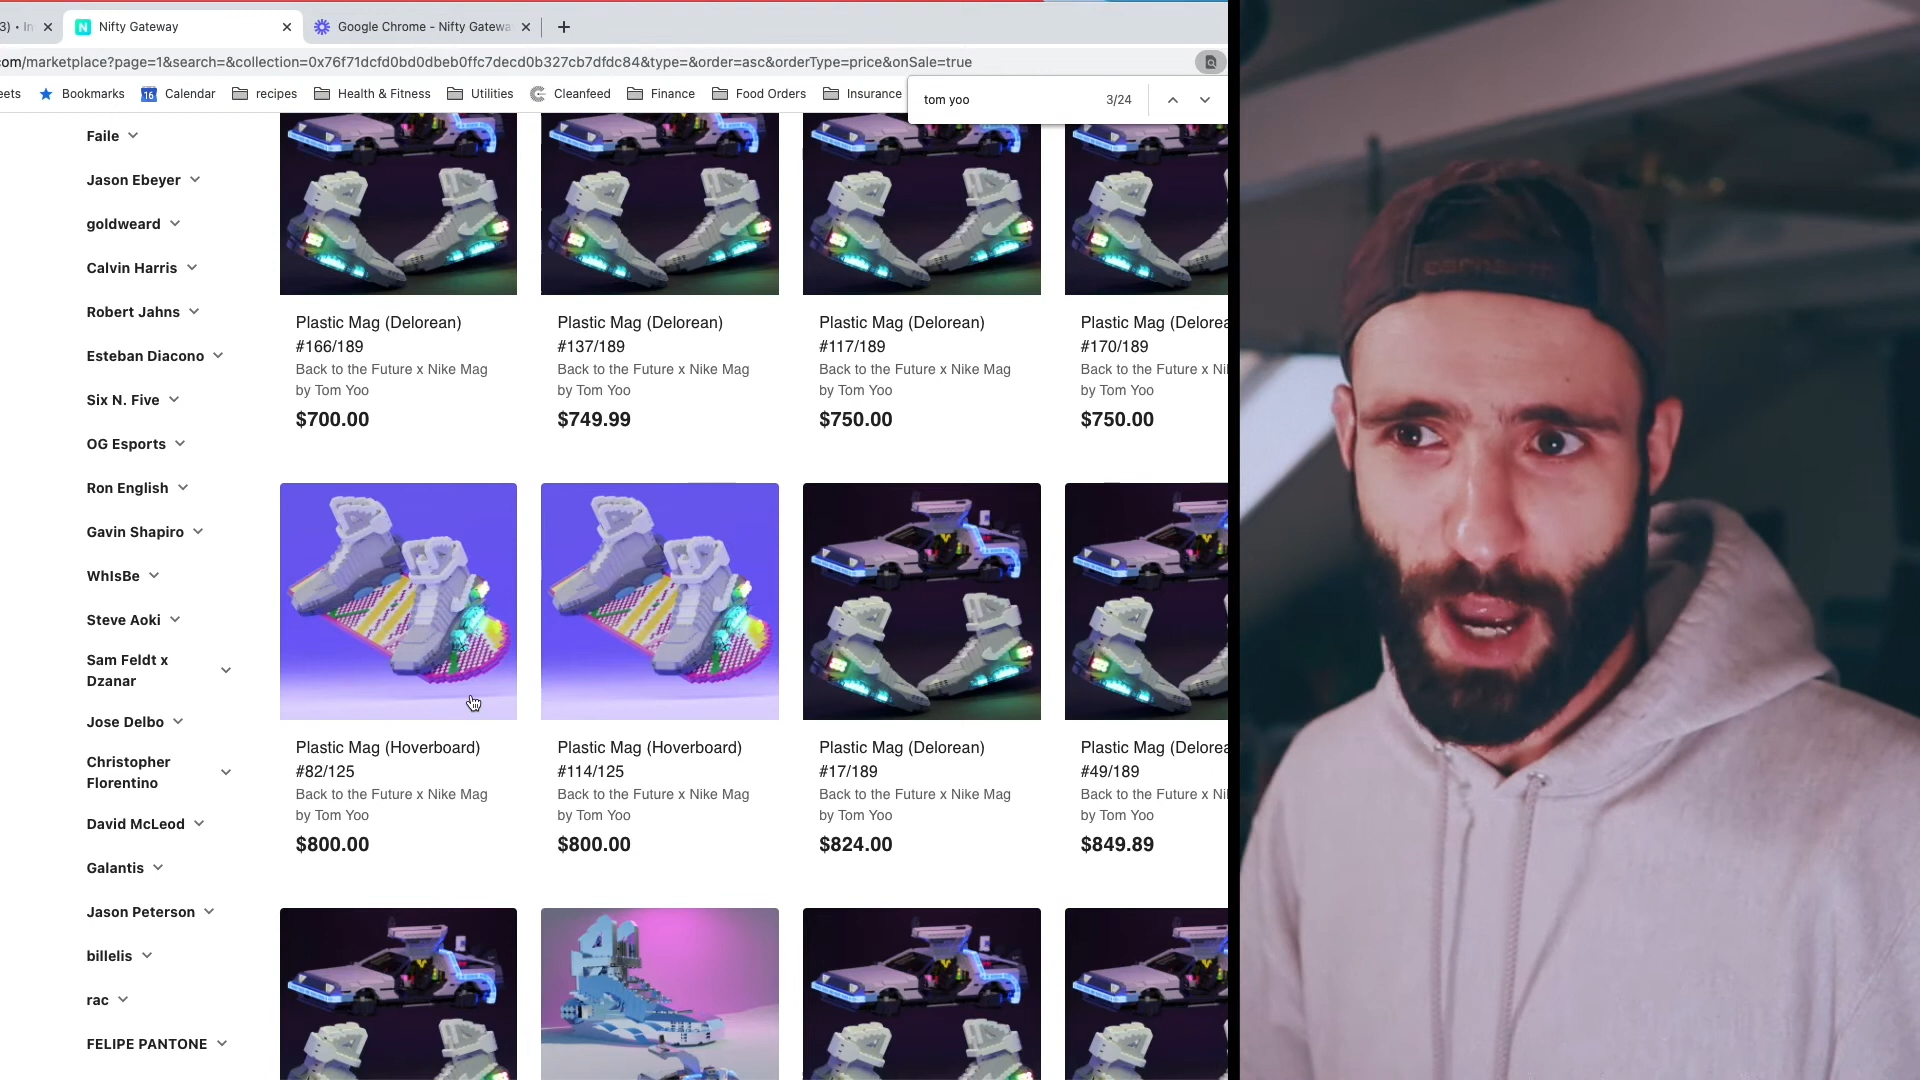 3) • In
Nifty Gateway
Google Chrome - Nifty Gatewa
om/marketplace?page=1&search=&collection=0x76f71dcfd0bd0dbeb0ffc7decd0b327cb7dfdc84&type=&order=asc&orderType=price&onSale=true
eets
Bookmarks
16
Calendar
recipes
Health & Fitness
Utilities
Cleanfeed
Finance
Food Orders
Insurance
tom yoo
3/24
Faile
Jason Ebeyer
goldweard
Calvin Harris
Robert Jahns
Esteban Diacono
Six N. Five
OG Esports
Ron English
Gavin Shapiro
WhIsBe
Steve Aoki
Sam Feldt x
Dzanar
Jose Delbo
Christopher
Florentino
David McLeod
Galantis
Jason Peterson
billelis
rac
FELIPE PANTONE
Plastic Mag (Delorean)
#166/189
Back to the Future x Nike Mag
by Tom Yoo
$700.00
Plastic Mag (Delorean)
#137/189
Back to the Future x Nike Mag
by Tom Yoo
$749.99
Plastic Mag (Delorean)
#117/189
Back to the Future x Nike Mag
by Tom Yoo
$750.00
Plastic Mag (Delorea
#170/189
Back to the Future x Ni
by Tom Yoo
$750.00
Plastic Mag (Hoverboard)
#82/125
Back to the Future x Nike Mag
by Tom Yoo
$800.00
Plastic Mag (Hoverboard)
#114/125
Back to the Future x Nike Mag
by Tom Yoo
$800.00
Plastic Mag (Delorean)
#17/189
Back to the Future x Nike Mag
by Tom Yoo
$824.00
Plastic Mag (Delorea
#49/189
Back to the Future x Ni
by Tom Yoo
$849.89
carhartt